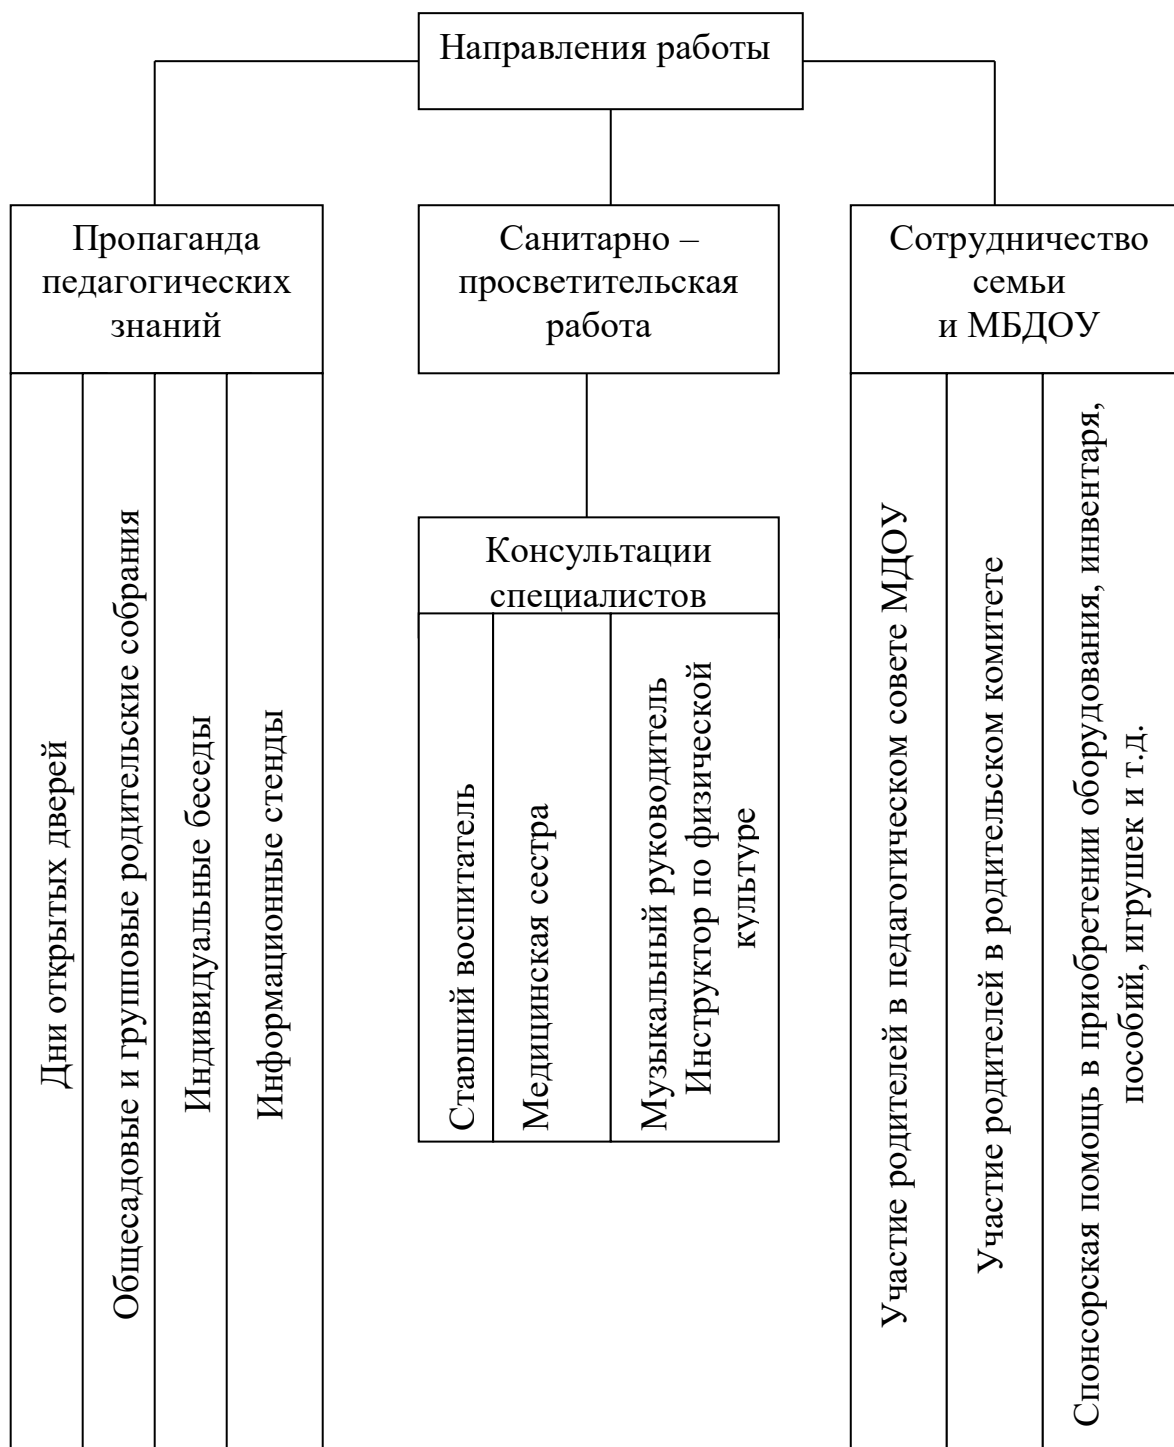 Направления работы
Пропаганда
педагогических
знаний
Дни открытых дверей
Общесадовые и групповые родительские собрания
Индивидуальные беседы
Информационные стенды
Санитарно –
просветительская
работа
Консультации
специалистов
Старший воспитатель
Медицинская сестра
Музыкальный руководитель
Инструктор по физической
культуре
Сотрудничество
семьи
и МБДОУ
Участие родителей в педагогическом совете МДОУ
Участие родителей в родительском комитете
Спонсорская помощь в приобретении оборудования, инвентаря,
пособий, игрушек и т.д.